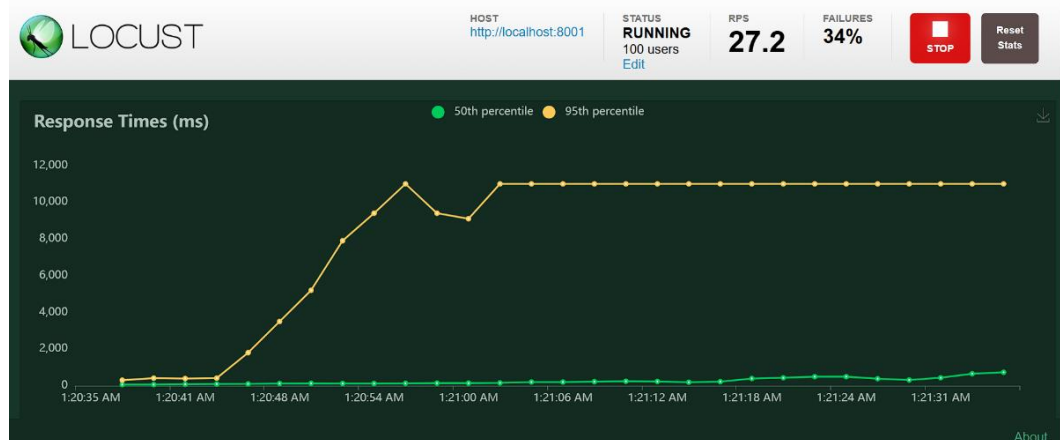 LOCUST
HOST
http://localhost:8001
STATUS
RUNNING
100 users
Edit
RPS
27.2
FAILURES
34%
STOP
Reset
Stats
Response Times (ms)
50th percentile
95th percentile
12,000
10,000
8,000
6,000
4,000
2,000
0
1:20:35 AM 1:20:41 AM 1:20:48 AM 1:20:54 AM 1:21:00 AM 1:21:06 AM 1:21:12 AM 1:21:18 AM 1:21:24 AM 1:21:31 AM
About